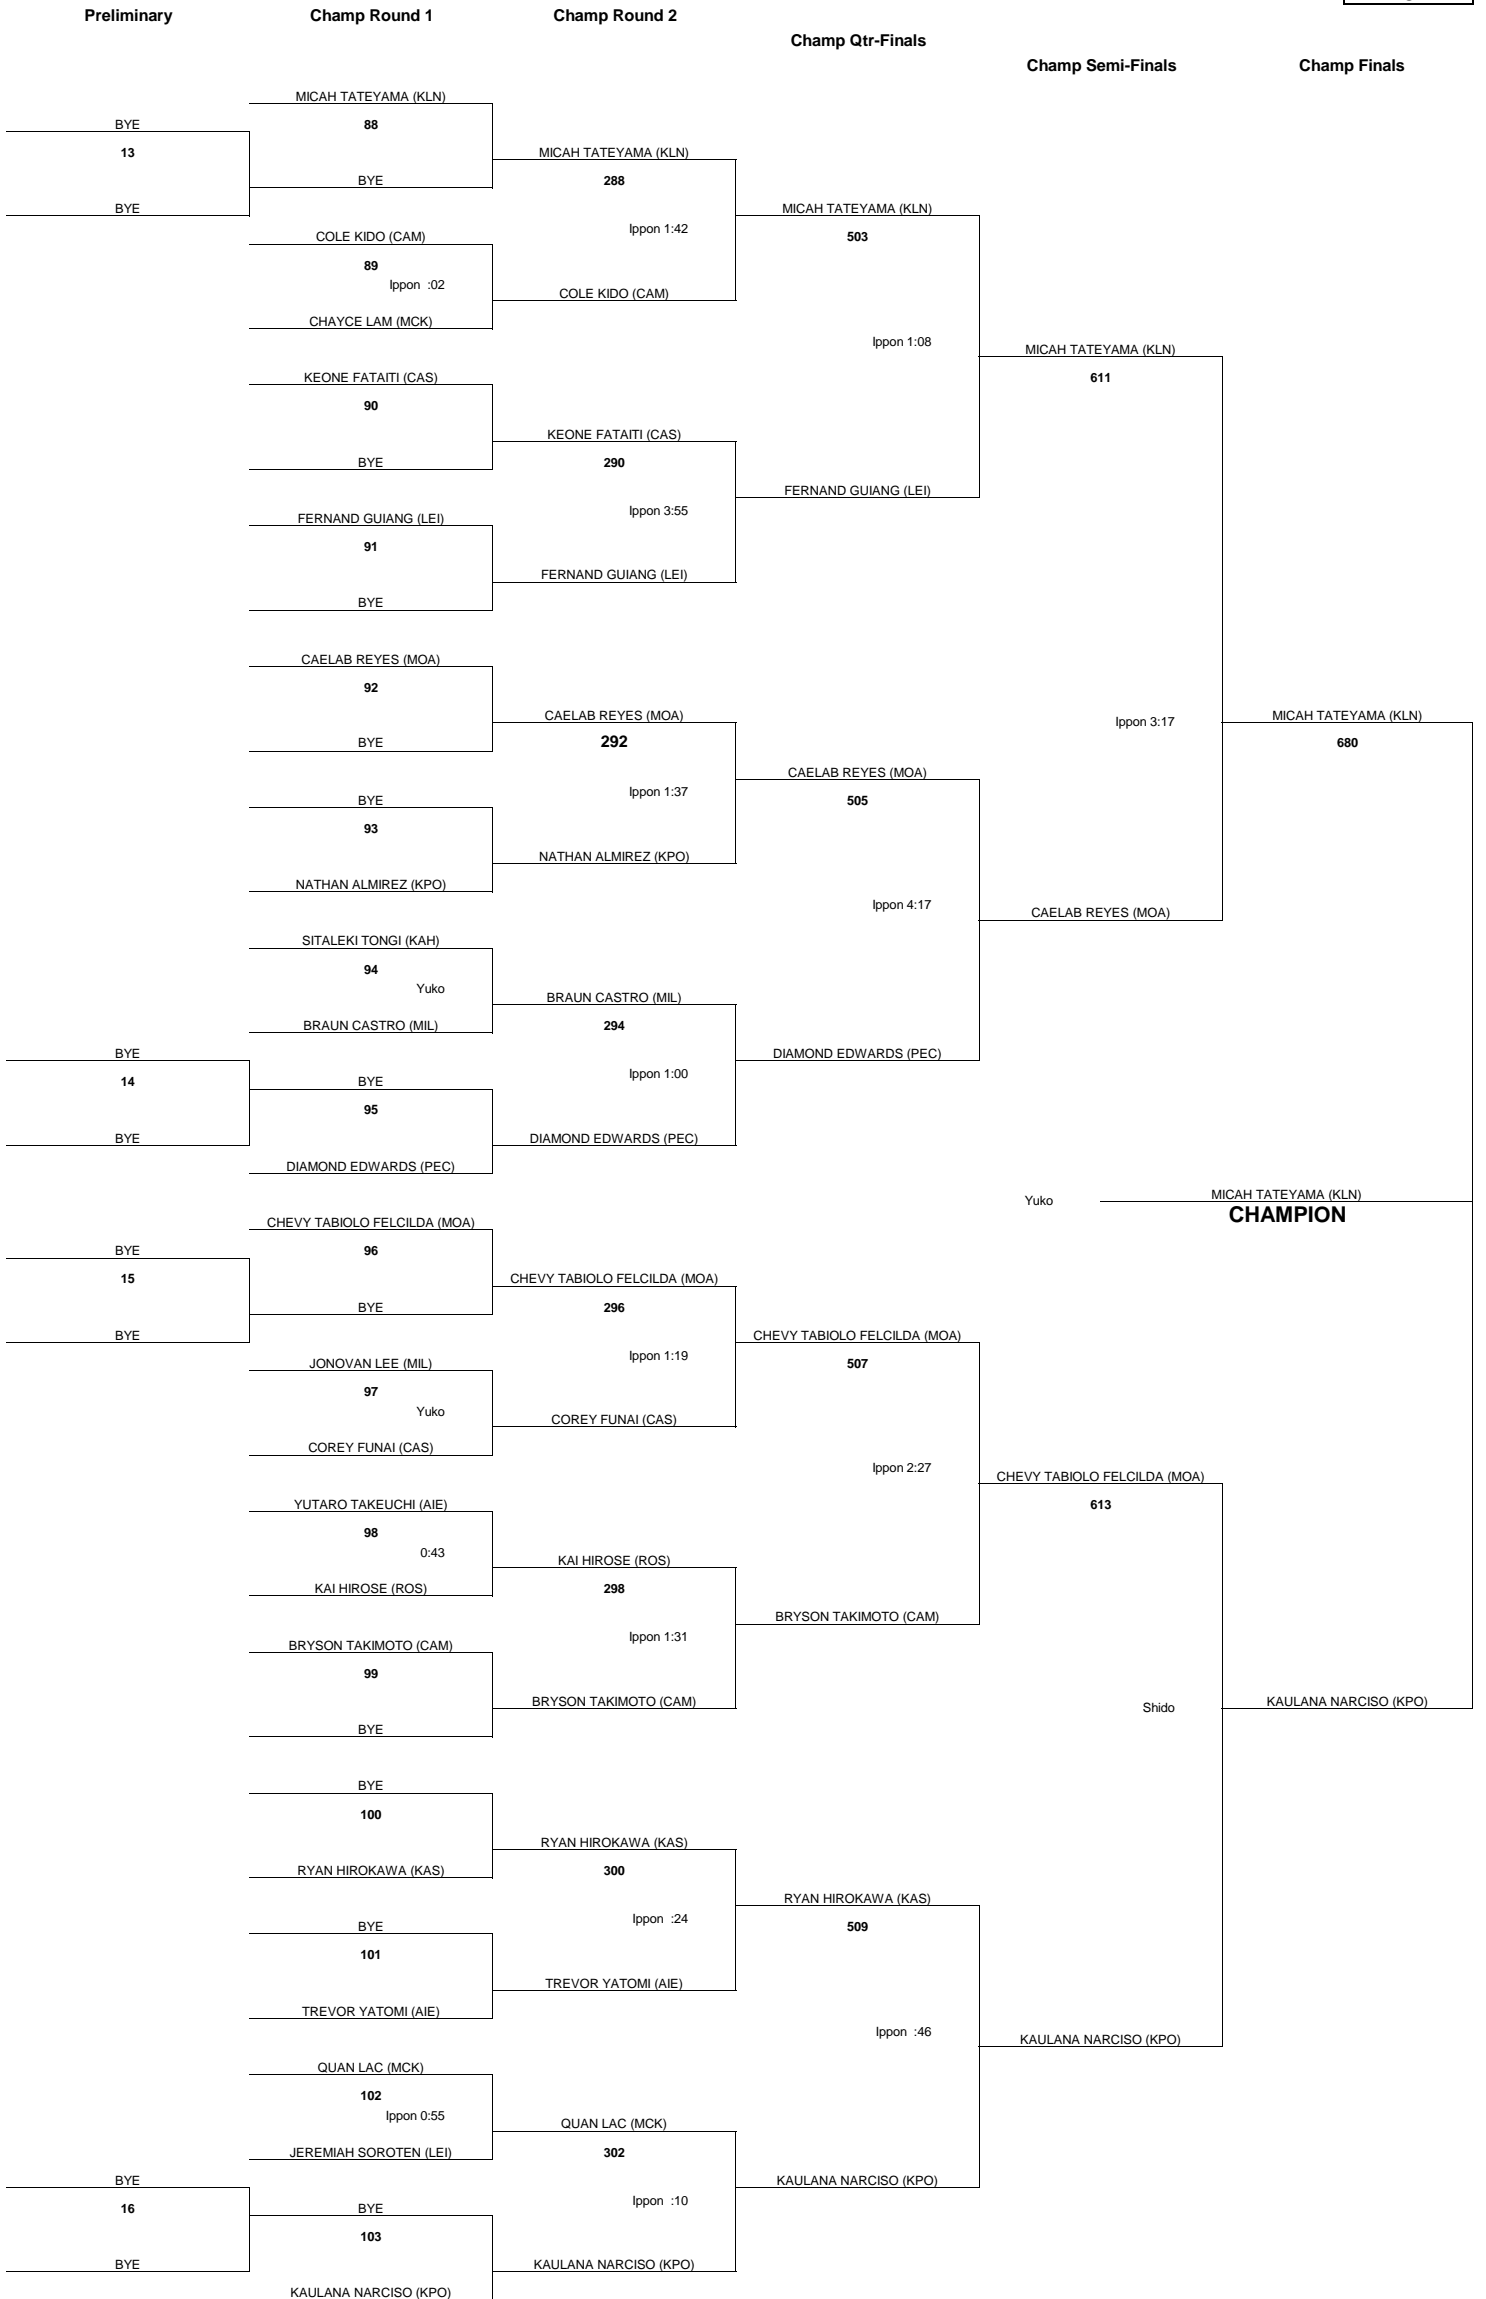 Preliminary
Champ Round 1
Champ Round 2
Champ Qtr-Finals
Champ Semi-Finals
Champ Finals
MICAH TATEYAMA (KLN)
BYE
88
13
MICAH TATEYAMA (KLN)
BYE
288
BYE
MICAH TATEYAMA (KLN)
COLE KIDO (CAM)
Ippon 1:42
503
89
Ippon :02
COLE KIDO (CAM)
CHAYCE LAM (MCK)
Ippon 1:08
MICAH TATEYAMA (KLN)
KEONE FATAITI (CAS)
611
90
KEONE FATAITI (CAS)
BYE
290
FERNAND GUIANG (LEI)
Ippon 3:55
FERNAND GUIANG (LEI)
91
FERNAND GUIANG (LEI)
BYE
CAELAB REYES (MOA)
92
CAELAB REYES (MOA)
Ippon 3:17
MICAH TATEYAMA (KLN)
BYE
292
680
CAELAB REYES (MOA)
Ippon 1:37
BYE
505
93
NATHAN ALMIREZ (KPO)
NATHAN ALMIREZ (KPO)
Ippon 4:17
CAELAB REYES (MOA)
SITALEKI TONGI (KAH)
94
Yuko
BRAUN CASTRO (MIL)
BRAUN CASTRO (MIL)
294
BYE
DIAMOND EDWARDS (PEC)
Ippon 1:00
14
BYE
95
BYE
DIAMOND EDWARDS (PEC)
DIAMOND EDWARDS (PEC)
Yuko
MICAH TATEYAMA (KLN)
CHAMPION
CHEVY TABIOLO FELCILDA (MOA)
BYE
96
15
CHEVY TABIOLO FELCILDA (MOA)
BYE
296
BYE
CHEVY TABIOLO FELCILDA (MOA)
Ippon 1:19
JONOVAN LEE (MIL)
507
97
Yuko
COREY FUNAI (CAS)
COREY FUNAI (CAS)
Ippon 2:27
CHEVY TABIOLO FELCILDA (MOA)
YUTARO TAKEUCHI (AIE)
613
98
0:43
KAI HIROSE (ROS)
KAI HIROSE (ROS)
298
BRYSON TAKIMOTO (CAM)
Ippon 1:31
BRYSON TAKIMOTO (CAM)
99
BRYSON TAKIMOTO (CAM)
Shido
KAULANA NARCISO (KPO)
BYE
BYE
100
RYAN HIROKAWA (KAS)
RYAN HIROKAWA (KAS)
300
RYAN HIROKAWA (KAS)
Ippon :24
BYE
509
101
TREVOR YATOMI (AIE)
TREVOR YATOMI (AIE)
Ippon :46
KAULANA NARCISO (KPO)
QUAN LAC (MCK)
102
Ippon 0:55
QUAN LAC (MCK)
JEREMIAH SOROTEN (LEI)
302
BYE
KAULANA NARCISO (KPO)
Ippon :10
16
BYE
103
BYE
KAULANA NARCISO (KPO)
KAULANA NARCISO (KPO)